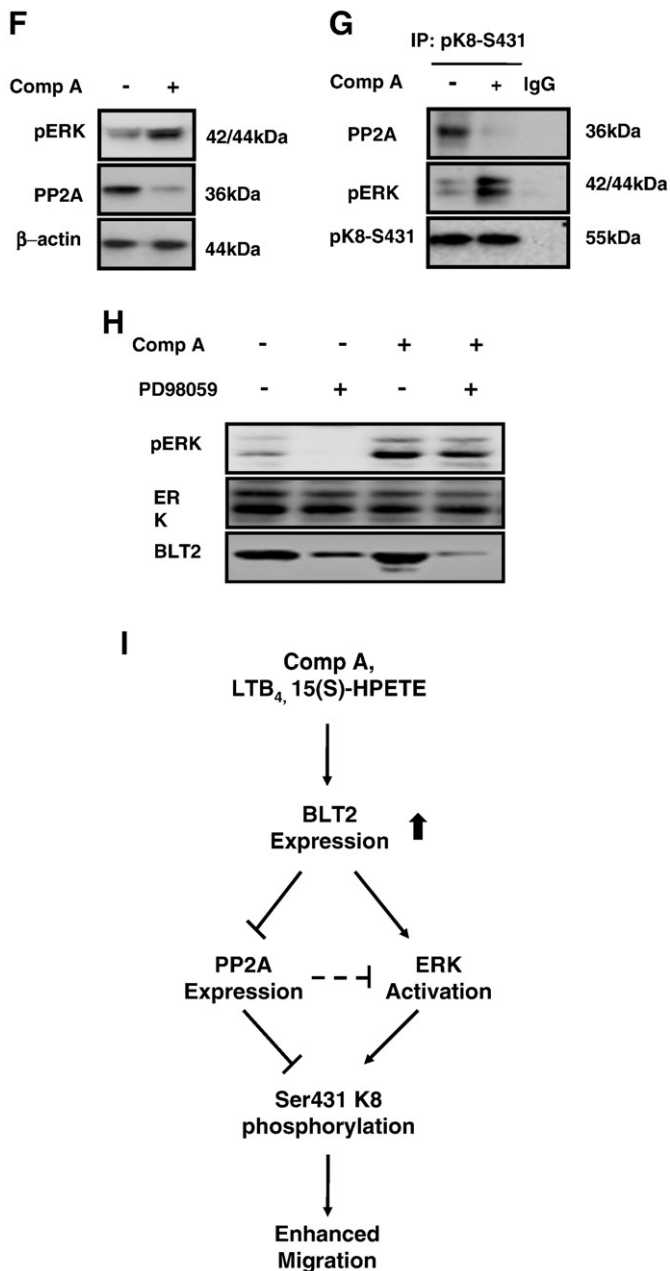 F
Comp A - +
pERK 42/44kDa
PP2A 36kDa
β–actin 44kDa
G
IP: pK8-S431
Comp A - + IgG
PP2A 36kDa
pERK 42/44kDa
pK8-S431 55kDa
H
Comp A - - + +
PD98059 - + - +
pERK
ER
K
BLT2
I
Comp A,
LTB4, 15(S)-HPETE
BLT2
Expression
PP2A ERK
Expression Activation
Ser431 K8
phosphorylation
Enhanced
Migration